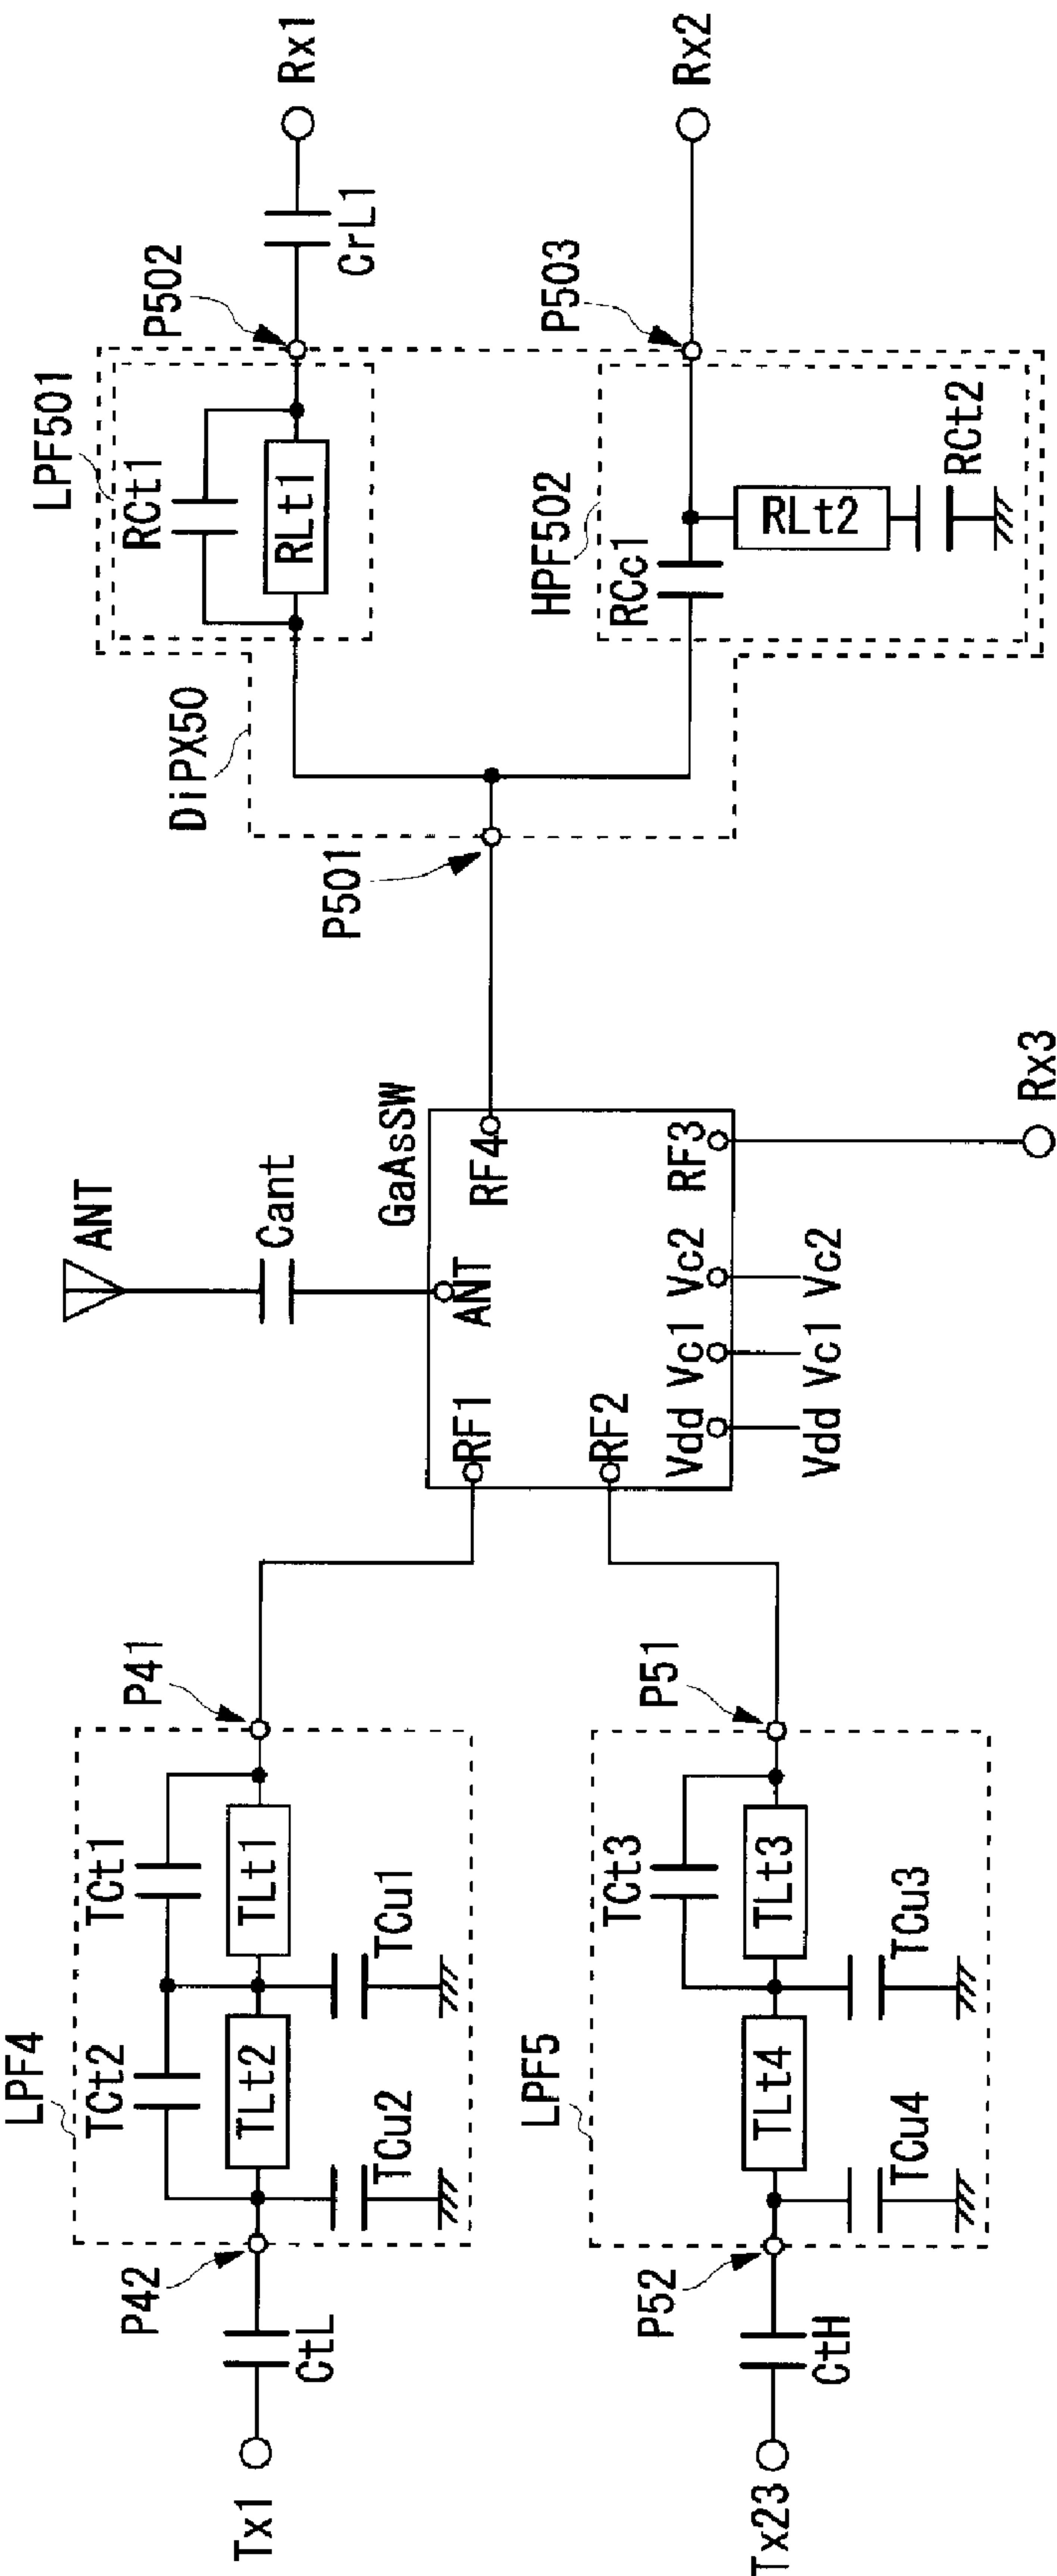 Tx1
CtL
P42
LPF4
TCt2
TCt1
TLt2
TLt1
TCu2
TCu1
P41
Tx23
CtH
P52
LPF5
TCt3
TLt4
TLt3
TCu4
TCu3
P51
ANT
Cant
GaAsSW
RF1
ANT
RF4
RF2
Vdd
Vc1
Vc2
RF3
Vdd
Vc1
Vc2
Rx3
P501
DiPX50
LPF501
RCt1
RLt1
P502
CrL1
Rx1
HPF502
RCc1
RLt2
RCt2
P503
Rx2